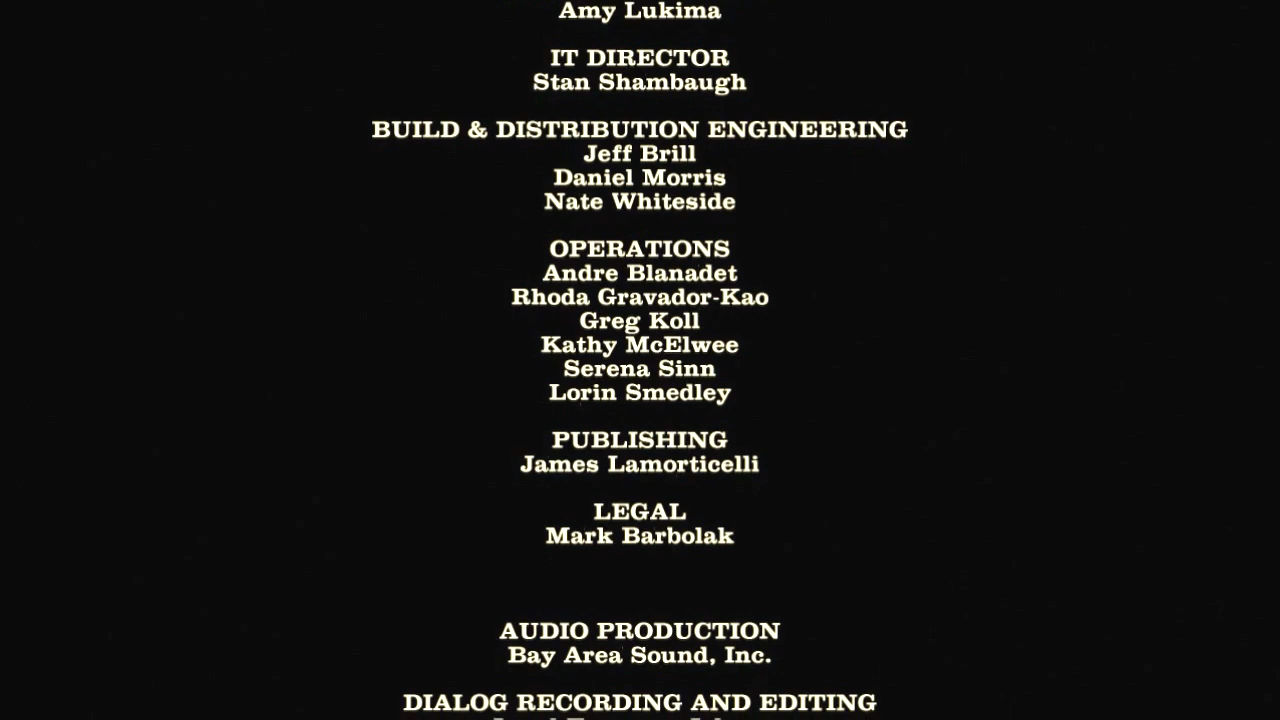 Amy Lukima
IT DIRECTOR
Stan Shambaugh
BUILD & DISTRIBUTION ENGINEERING
Jeff Brill
Daniel Morris
Nate Whiteside
OPERATIONS
Andre Blanadet
Rhoda Gravador-Kao
Greg Koll
Kathy McElwee
Serena Sinn
Lorin Smedley
PUBLISHING
James Lamorticelli
LEGAL
Mark Barbolak
AUDIO PRODUCTION
Bay Area Sound, Inc.
DIALOG RECORDING AND EDITING